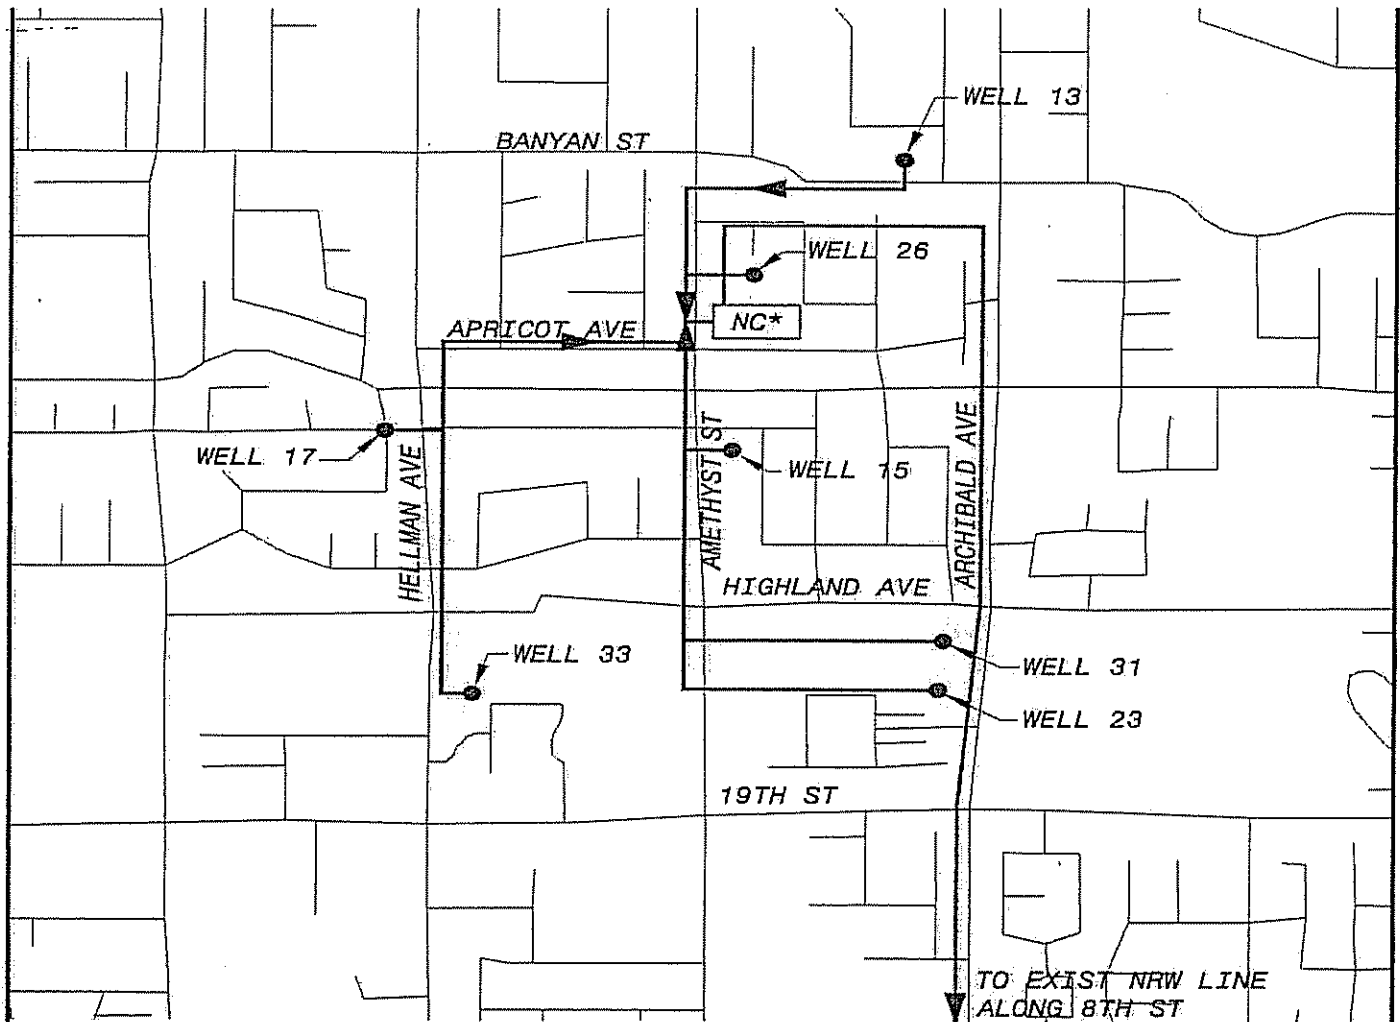 WELL 13
BANYAN ST
WELL 26
NC*
APRICOT AVE
WELL 17
HELLMAN AVE
AMETHYST ST
WELL 15
ARCHIBALD AVE
HIGHLAND AVE
WELL 33
WELL 31
WELL 23
19TH ST
TO EXIST NRW LINE
ALONG 8TH ST